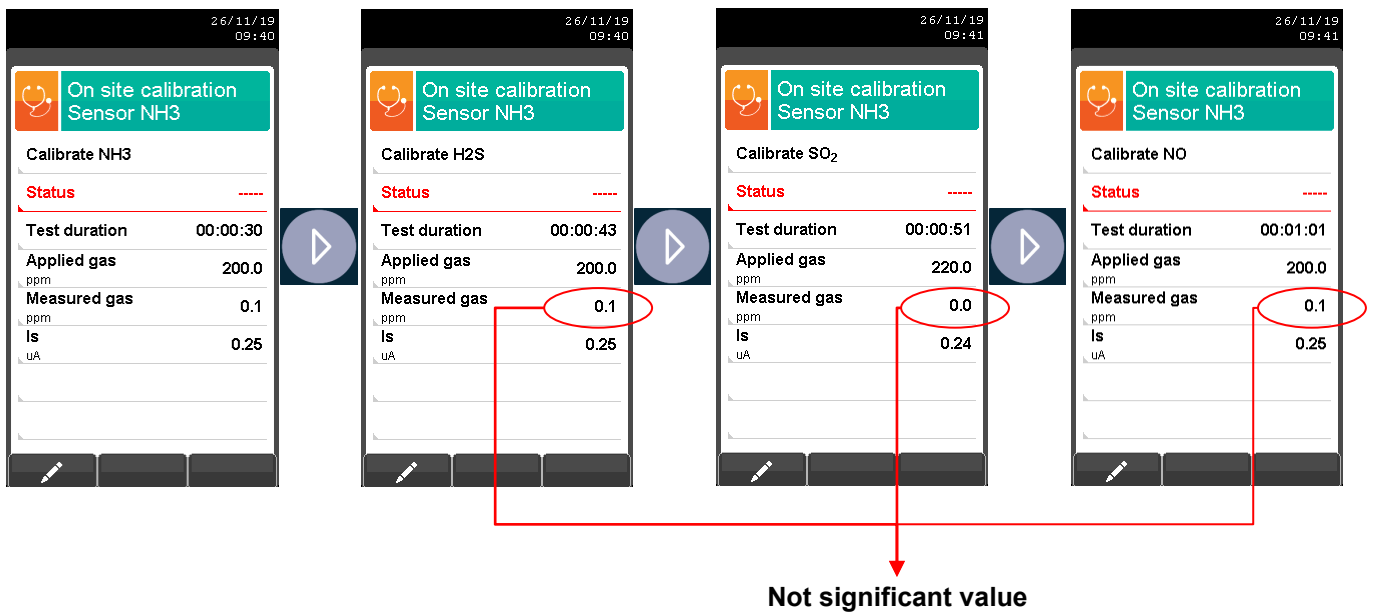 26/11/19
09:40
On site calibration
Sensor NH3
Calibrate NH3
Status -----
Test duration 00:00:30
Applied gas 200.0
ppm
Measured gas 0.1
ppm
Is 0.25
uA
26/11/19
09:40
On site calibration
Sensor NH3
Calibrate H2S
Status -----
Test duration 00:00:43
Applied gas 200.0
ppm
Measured gas 0.1
ppm
Is 0.25
uA
26/11/19
09:41
On site calibration
Sensor NH3
Calibrate SO₂
Status -----
Test duration 00:00:51
Applied gas 220.0
ppm
Measured gas 0.0
ppm
Is 0.24
uA
26/11/19
09:41
On site calibration
Sensor NH3
Calibrate NO
Status -----
Test duration 00:01:01
Applied gas 200.0
ppm
Measured gas 0.1
ppm
Is 0.25
uA
Not significant value